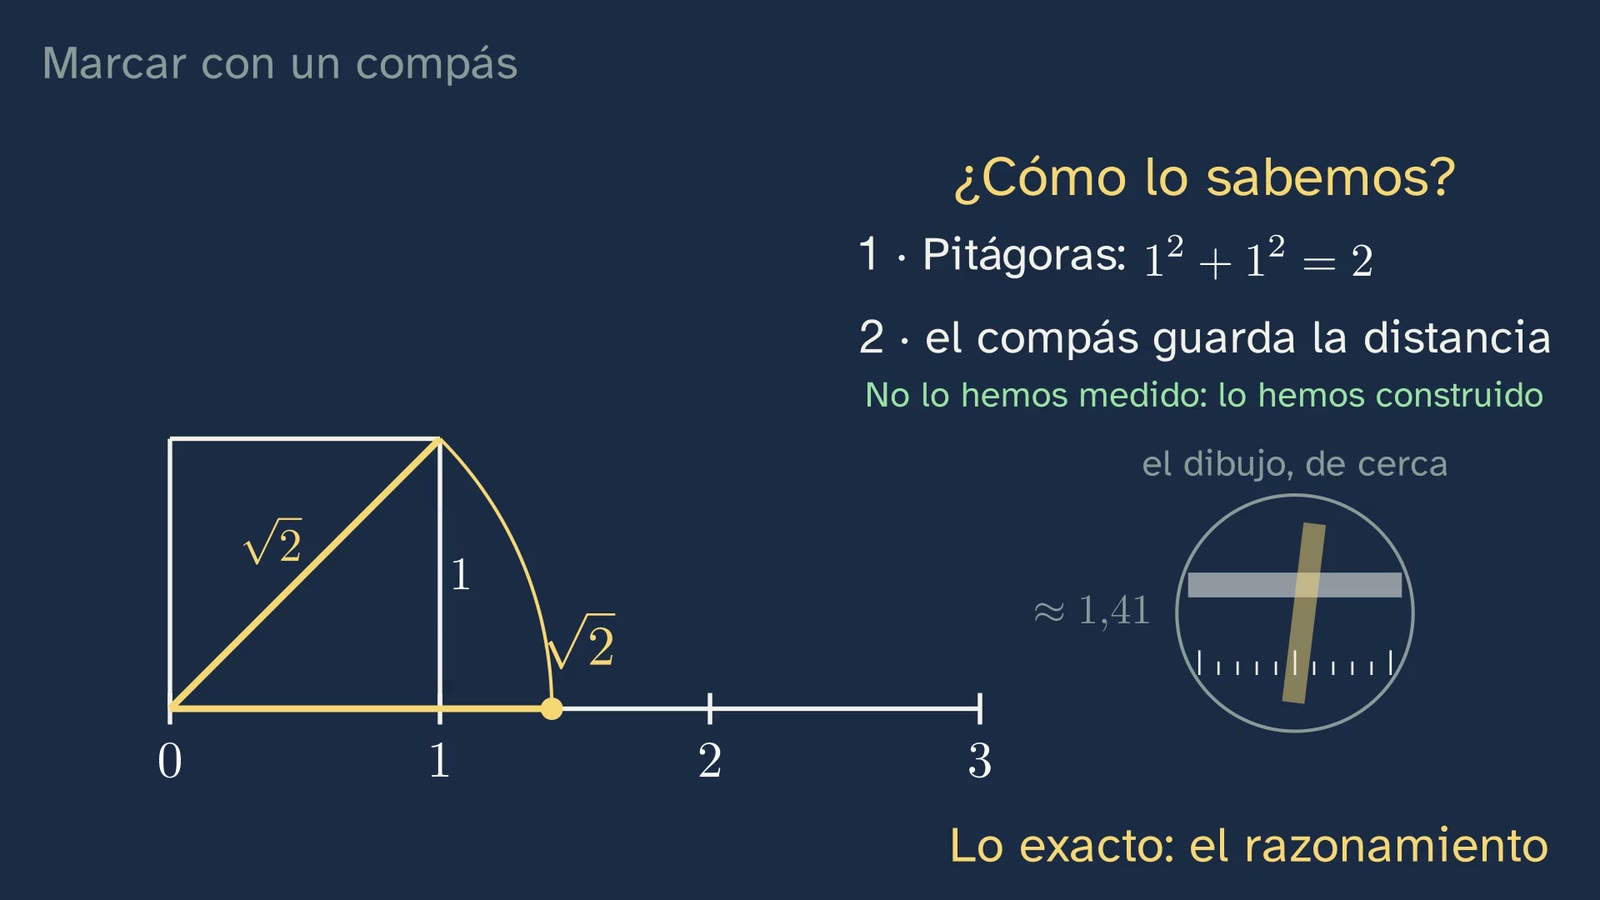 Marcar con un compás
¿Cómo lo sabemos?
1 · Pitágoras: 1² + 1² = 2
2 · el compás guarda la distancia
No lo hemos medido: lo hemos construido
el dibujo, de cerca
√2
1
≈ 1,41
√2
0 1 2 3
Lo exacto: el razonamiento